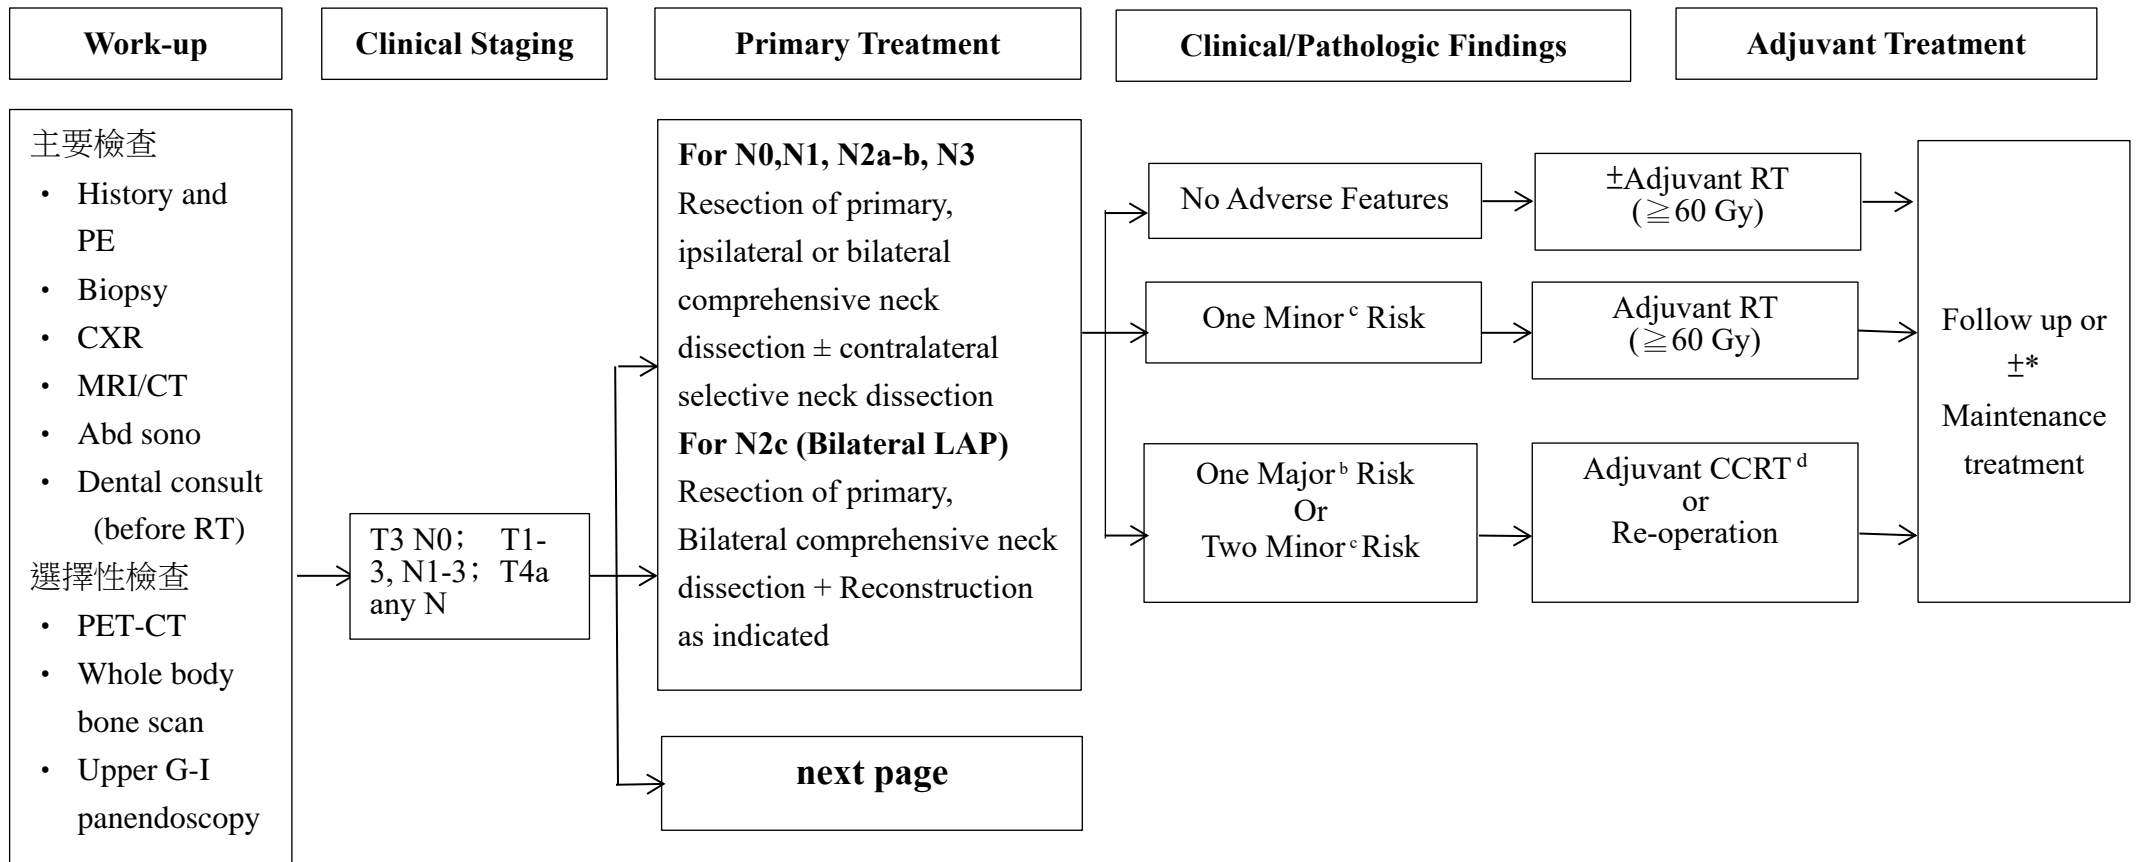 Work-up
Clinical Staging
Primary Treatment
Clinical/Pathologic Findings
Adjuvant Treatment
主要檢查
• History and
PE
• Biopsy
• CXR
• MRI/CT
• Abd sono
• Dental consult
(before RT)
選擇性檢查
• PET-CT
• Whole body
bone scan
• Upper G-I
panendoscopy
T3 N0； T1-
3, N1-3； T4a
any N
For N0,N1, N2a-b, N3
Resection of primary,
ipsilateral or bilateral
comprehensive neck
dissection ± contralateral
selective neck dissection
For N2c (Bilateral LAP)
Resection of primary,
Bilateral comprehensive neck
dissection + Reconstruction
as indicated
next page
No Adverse Features
±Adjuvant RT
(≧60 Gy)
One Minor c Risk
Adjuvant RT
(≧60 Gy)
One Major b Risk
Or
Two Minor c Risk
Adjuvant CCRT d
or
Re-operation
Follow up or
±*
Maintenance
treatment